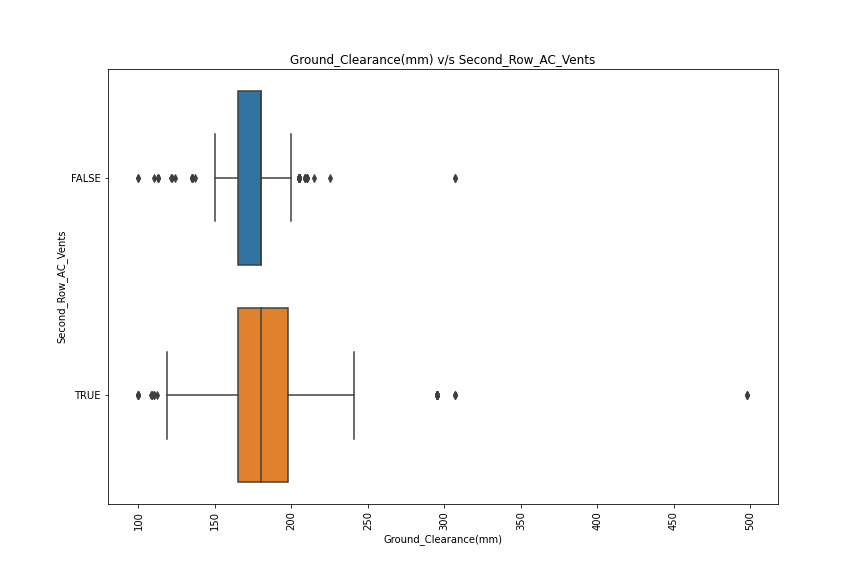 Ground_Clearance(mm) v/s Second_Row_AC_Vents
Second_Row_AC_Vents
FALSE
TRUE
100
150
200
250
300
350
400
450
500
Ground_Clearance(mm)